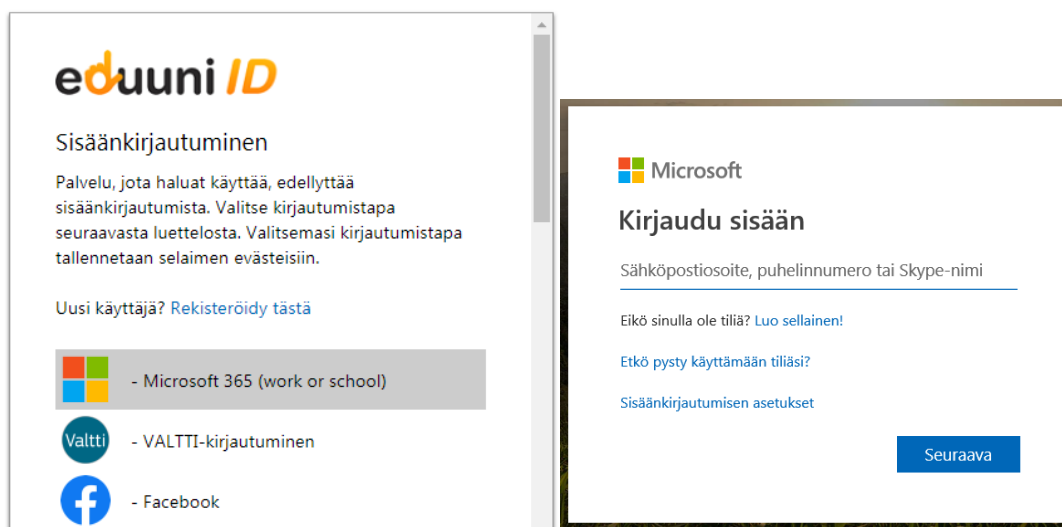 eduuni ID
Sisäänkirjautuminen
Palvelu, jota haluat käyttää, edellyttää
sisäänkirjautumista. Valitse kirjautumistapa
seuraavasta luettelosta. Valitsemasi kirjautumistapa
tallennetaan selaimen evästeisiin.
Uusi käyttäjä? Rekisteröidy tästä
- Microsoft 365 (work or school)
Valtti - VALTTI-kirjautuminen
- Facebook
Microsoft
Kirjaudu sisään
Sähköpostiosoite, puhelinnumero tai Skype-nimi
Eikö sinulla ole tiliä? Luo sellainen!
Etkö pysty käyttämään tiliäsi?
Sisäänkirjautumisen asetukset
Seuraava